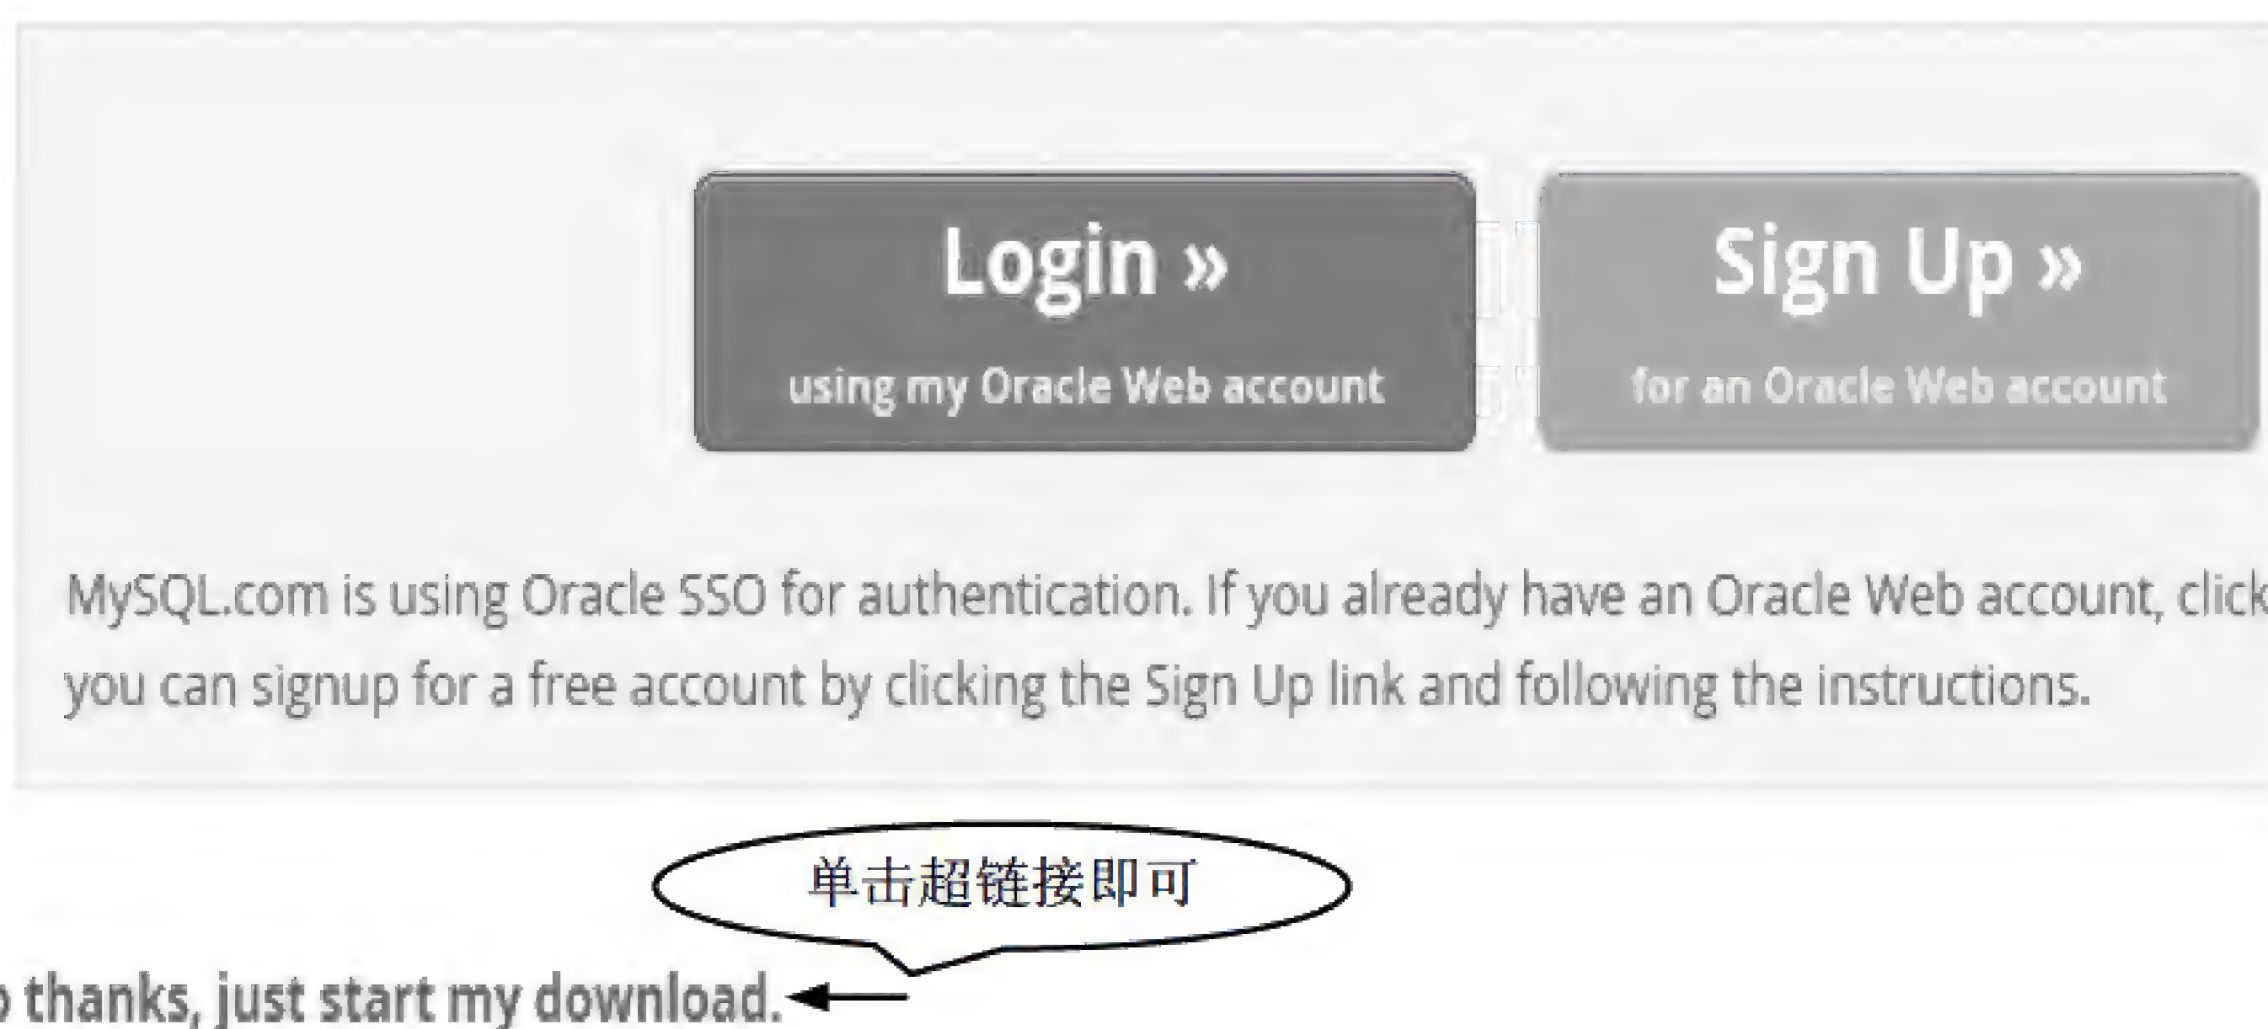 Login »
Sign Up »
using my Oracle Web account
for an Oracle Web account
MySQL.com is using Oracle SSO for authentication. If you already have an Oracle Web account, click
you can signup for a free account by clicking the Sign Up link and following the instructions.
单击超链接即可
thanks, just start my download.